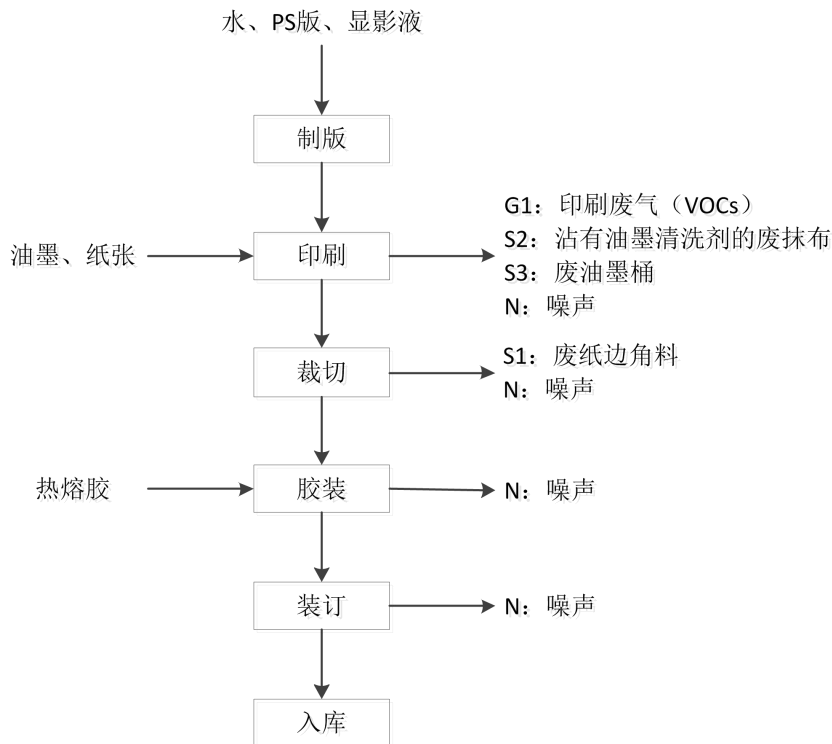 水、PS版、显影液
制版
油墨、纸张
印刷
G1：印刷废气（VOCs）
S2：沾有油墨清洗剂的废抹布
S3：废油墨桶
N：噪声
裁切
S1：废纸边角料
N：噪声
热熔胶
胶装
N：噪声
装订
N：噪声
入库